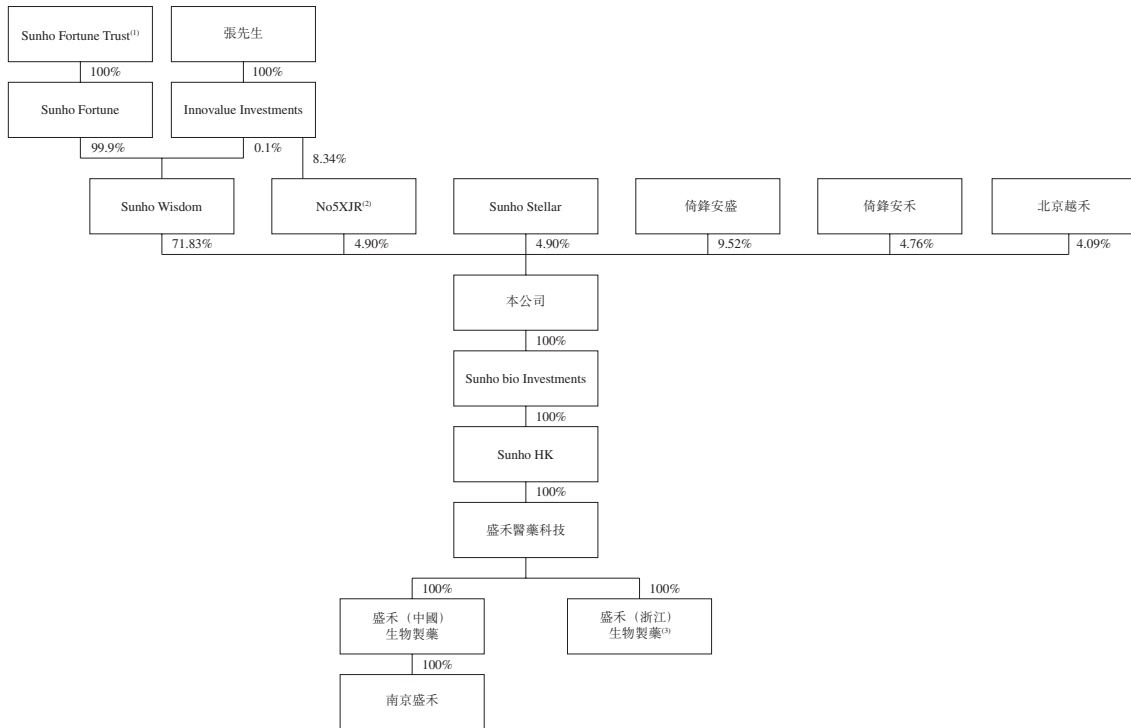 Sunho Fortune Trust(1)
張先生
100%
100%
Sunho Fortune
Innovalue Investments
99.9%
0.1%
8.34%
Sunho Wisdom
No5XJR(2)
Sunho Stellar
倚鋒安盛
倚鋒安禾
北京越禾
71.83%
4.90%
4.90%
9.52%
4.76%
4.09%
本公司
100%
Sunho bio Investments
100%
Sunho HK
100%
盛禾醫藥科技
100%
100%
盛禾（中國）
生物製藥
盛禾（浙江）
生物製藥(3)
100%
南京盛禾